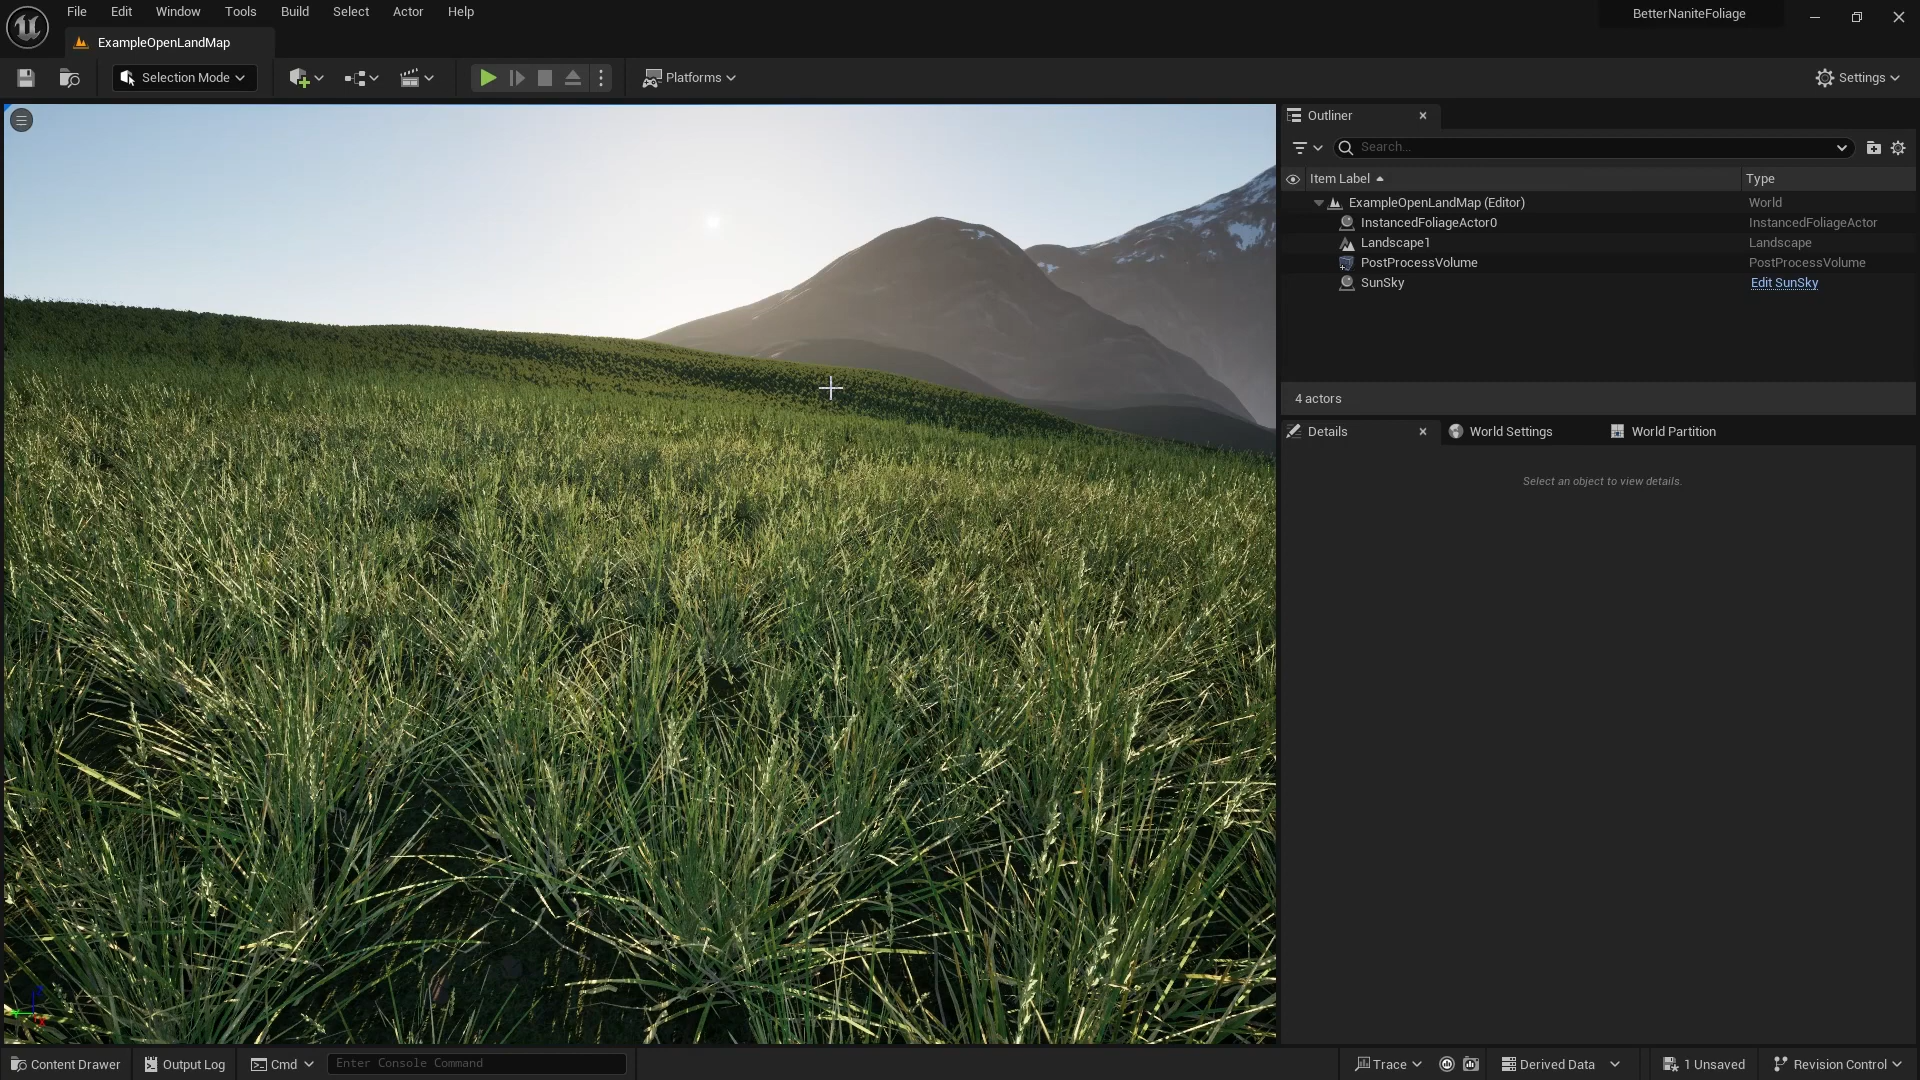 File Edit Window Tools Build Select Actor Help
BetterNaniteFoliage
ExampleOpenLandMap
Selection Mode
Platforms
Settings
Outliner
Search...
Item Label Type
ExampleOpenLandMap (Editor) World
InstancedFoliageActor0 InstancedFoliageActor
Landscape1 Landscape
PostProcessVolume PostProcessVolume
SunSky Edit SunSky
4 actors
Details World Settings World Partition
Select an object to view details.
Content Drawer Output Log Cmd Enter Console Command Trace Derived Data 1 Unsaved Revision Control